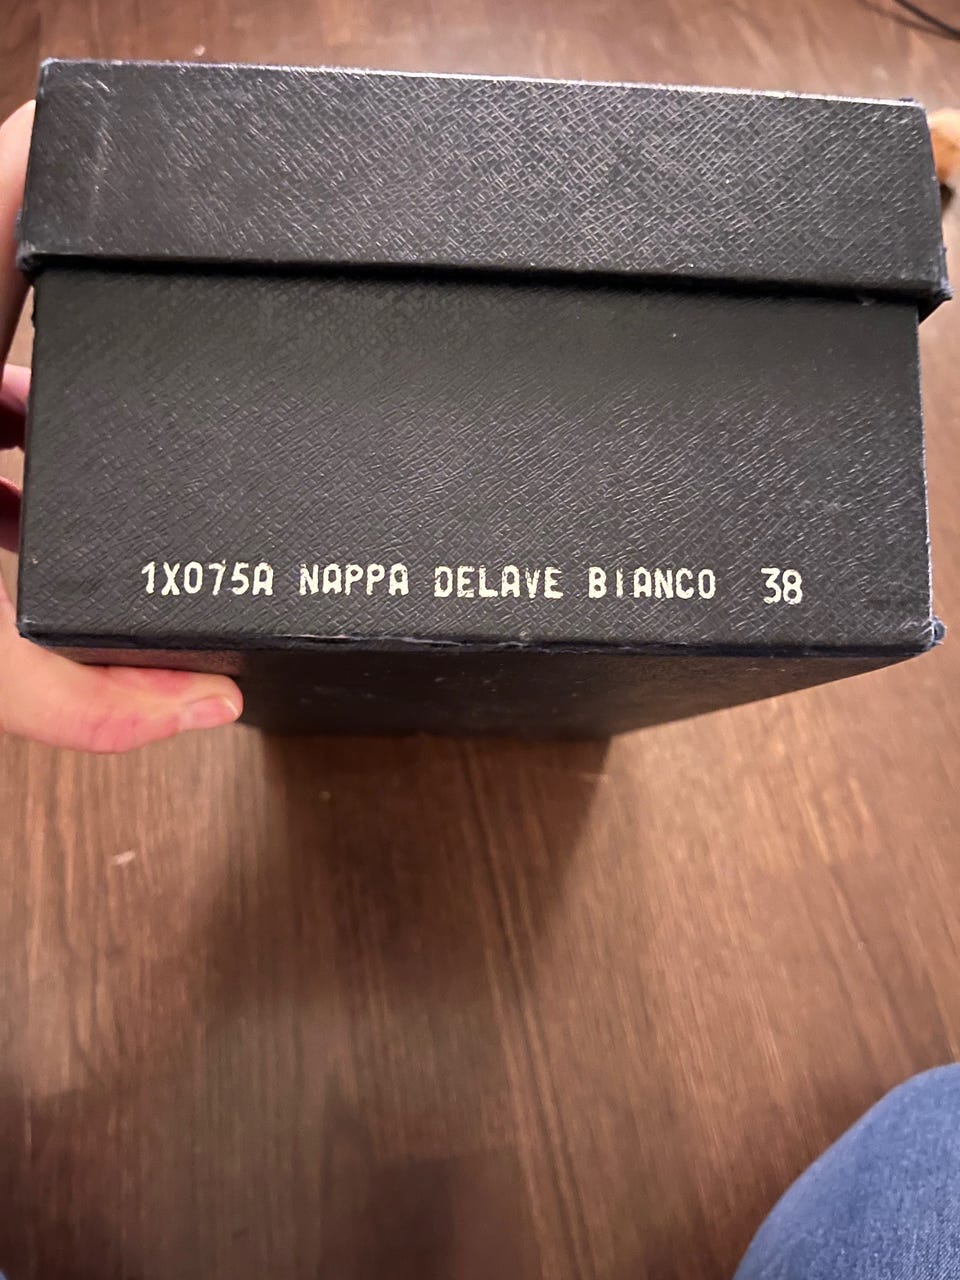 1X075A NAPPA DELAVE BIANCO 38